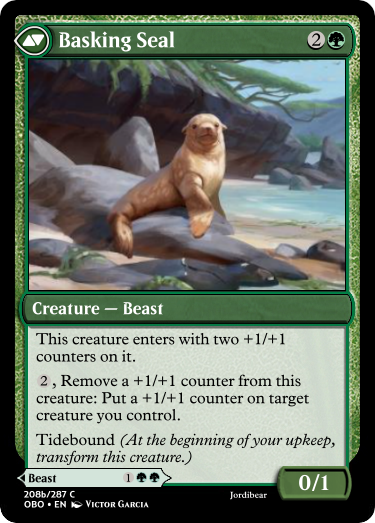 Basking Seal 2
Creature — Beast
This creature enters with two +1/+1
counters on it.
2, Remove a +1/+1 counter from this
creature: Put a +1/+1 counter on target
creature you control.
Tidebound (At the beginning of your upkeep,
transform this creature.)
Beast 1
0/1
208b/287 C
OBO • EN Victor Garcia
Jordibear